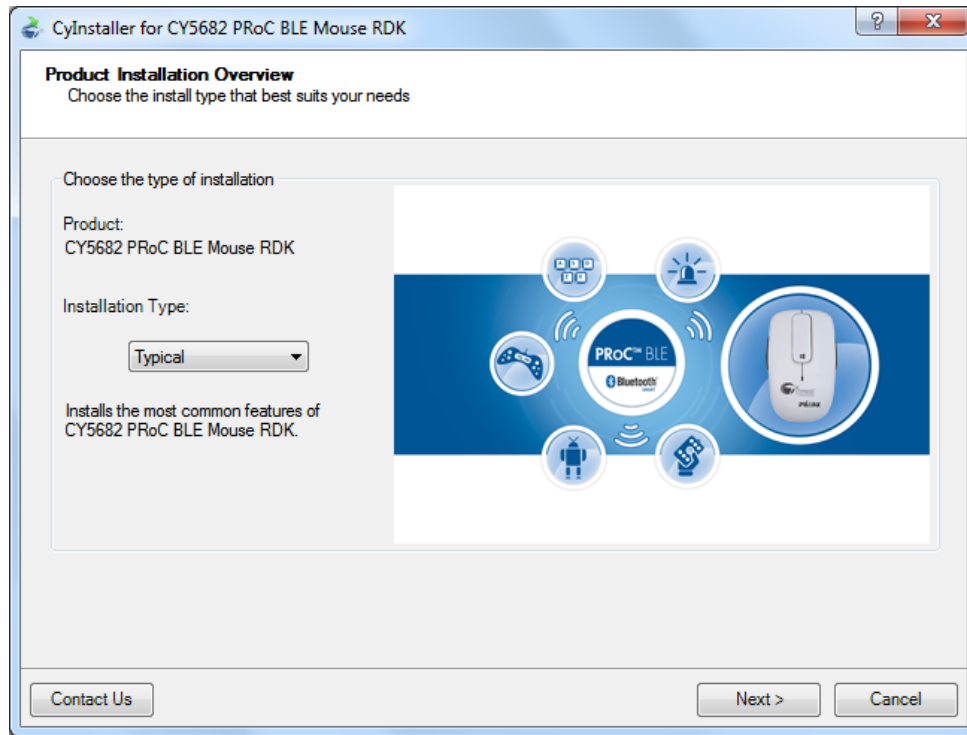 CyInstaller for CY5682 PRoC BLE Mouse RDK
Product Installation Overview
Choose the install type that best suits your needs
Choose the type of installation
Product:
CY5682 PRoC BLE Mouse RDK
Installation Type:
Typical
Installs the most common features of
CY5682 PRoC BLE Mouse RDK.
PRoC™ BLE
Bluetooask
Contact Us
Next >
Cancel